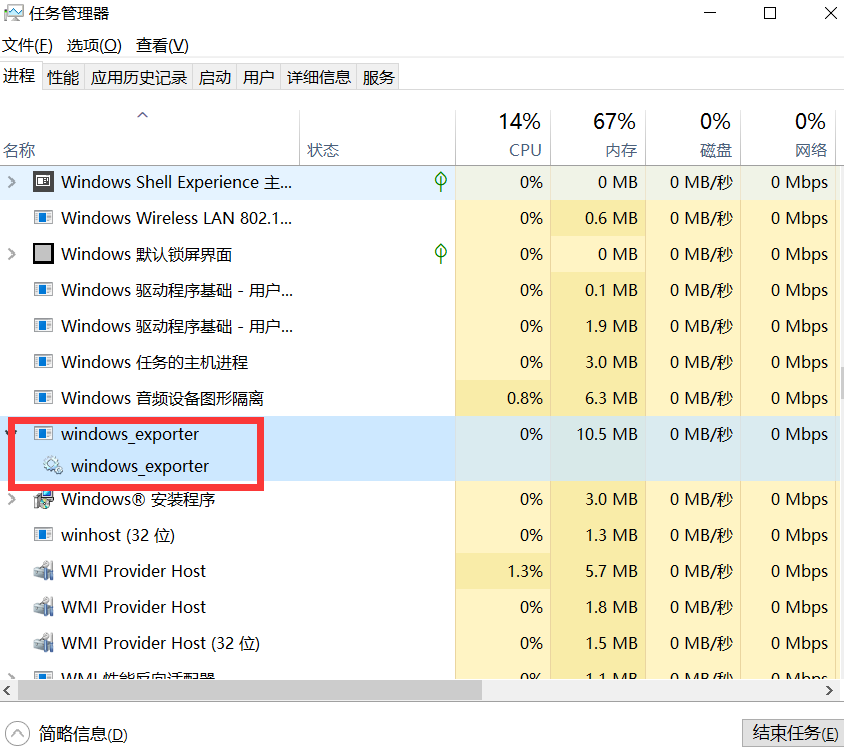 任务管理器
文件(F) 选项(O) 查看(V)
进程 性能 应用历史记录 启动 用户 详细信息 服务
14% 67% 0% 0%
名称 状态 CPU 内存 磁盘 网络
Windows Shell Experience 主... 0% 0 MB 0 MB/秒 0 Mbps
Windows Wireless LAN 802.1... 0% 0.6 MB 0 MB/秒 0 Mbps
Windows 默认锁屏界面 0% 0 MB 0 MB/秒 0 Mbps
Windows 驱动程序基础 - 用户... 0% 0.1 MB 0 MB/秒 0 Mbps
Windows 驱动程序基础 - 用户... 0% 1.9 MB 0 MB/秒 0 Mbps
Windows 任务的主机进程 0% 3.0 MB 0 MB/秒 0 Mbps
Windows 音频设备图形隔离 0.8% 6.3 MB 0 MB/秒 0 Mbps
windows_exporter 0% 10.5 MB 0 MB/秒 0 Mbps
windows_exporter
Windows® 安装程序 0% 3.0 MB 0 MB/秒 0 Mbps
winhost (32 位) 0% 1.3 MB 0 MB/秒 0 Mbps
WMI Provider Host 1.3% 5.7 MB 0 MB/秒 0 Mbps
WMI Provider Host 0% 1.8 MB 0 MB/秒 0 Mbps
WMI Provider Host (32 位) 0% 1.5 MB 0 MB/秒 0 Mbps
WMI 性能反向适配器 0% 1.1 MB 0 MB/秒 0 Mbps
简略信息(D) 结束任务(E)